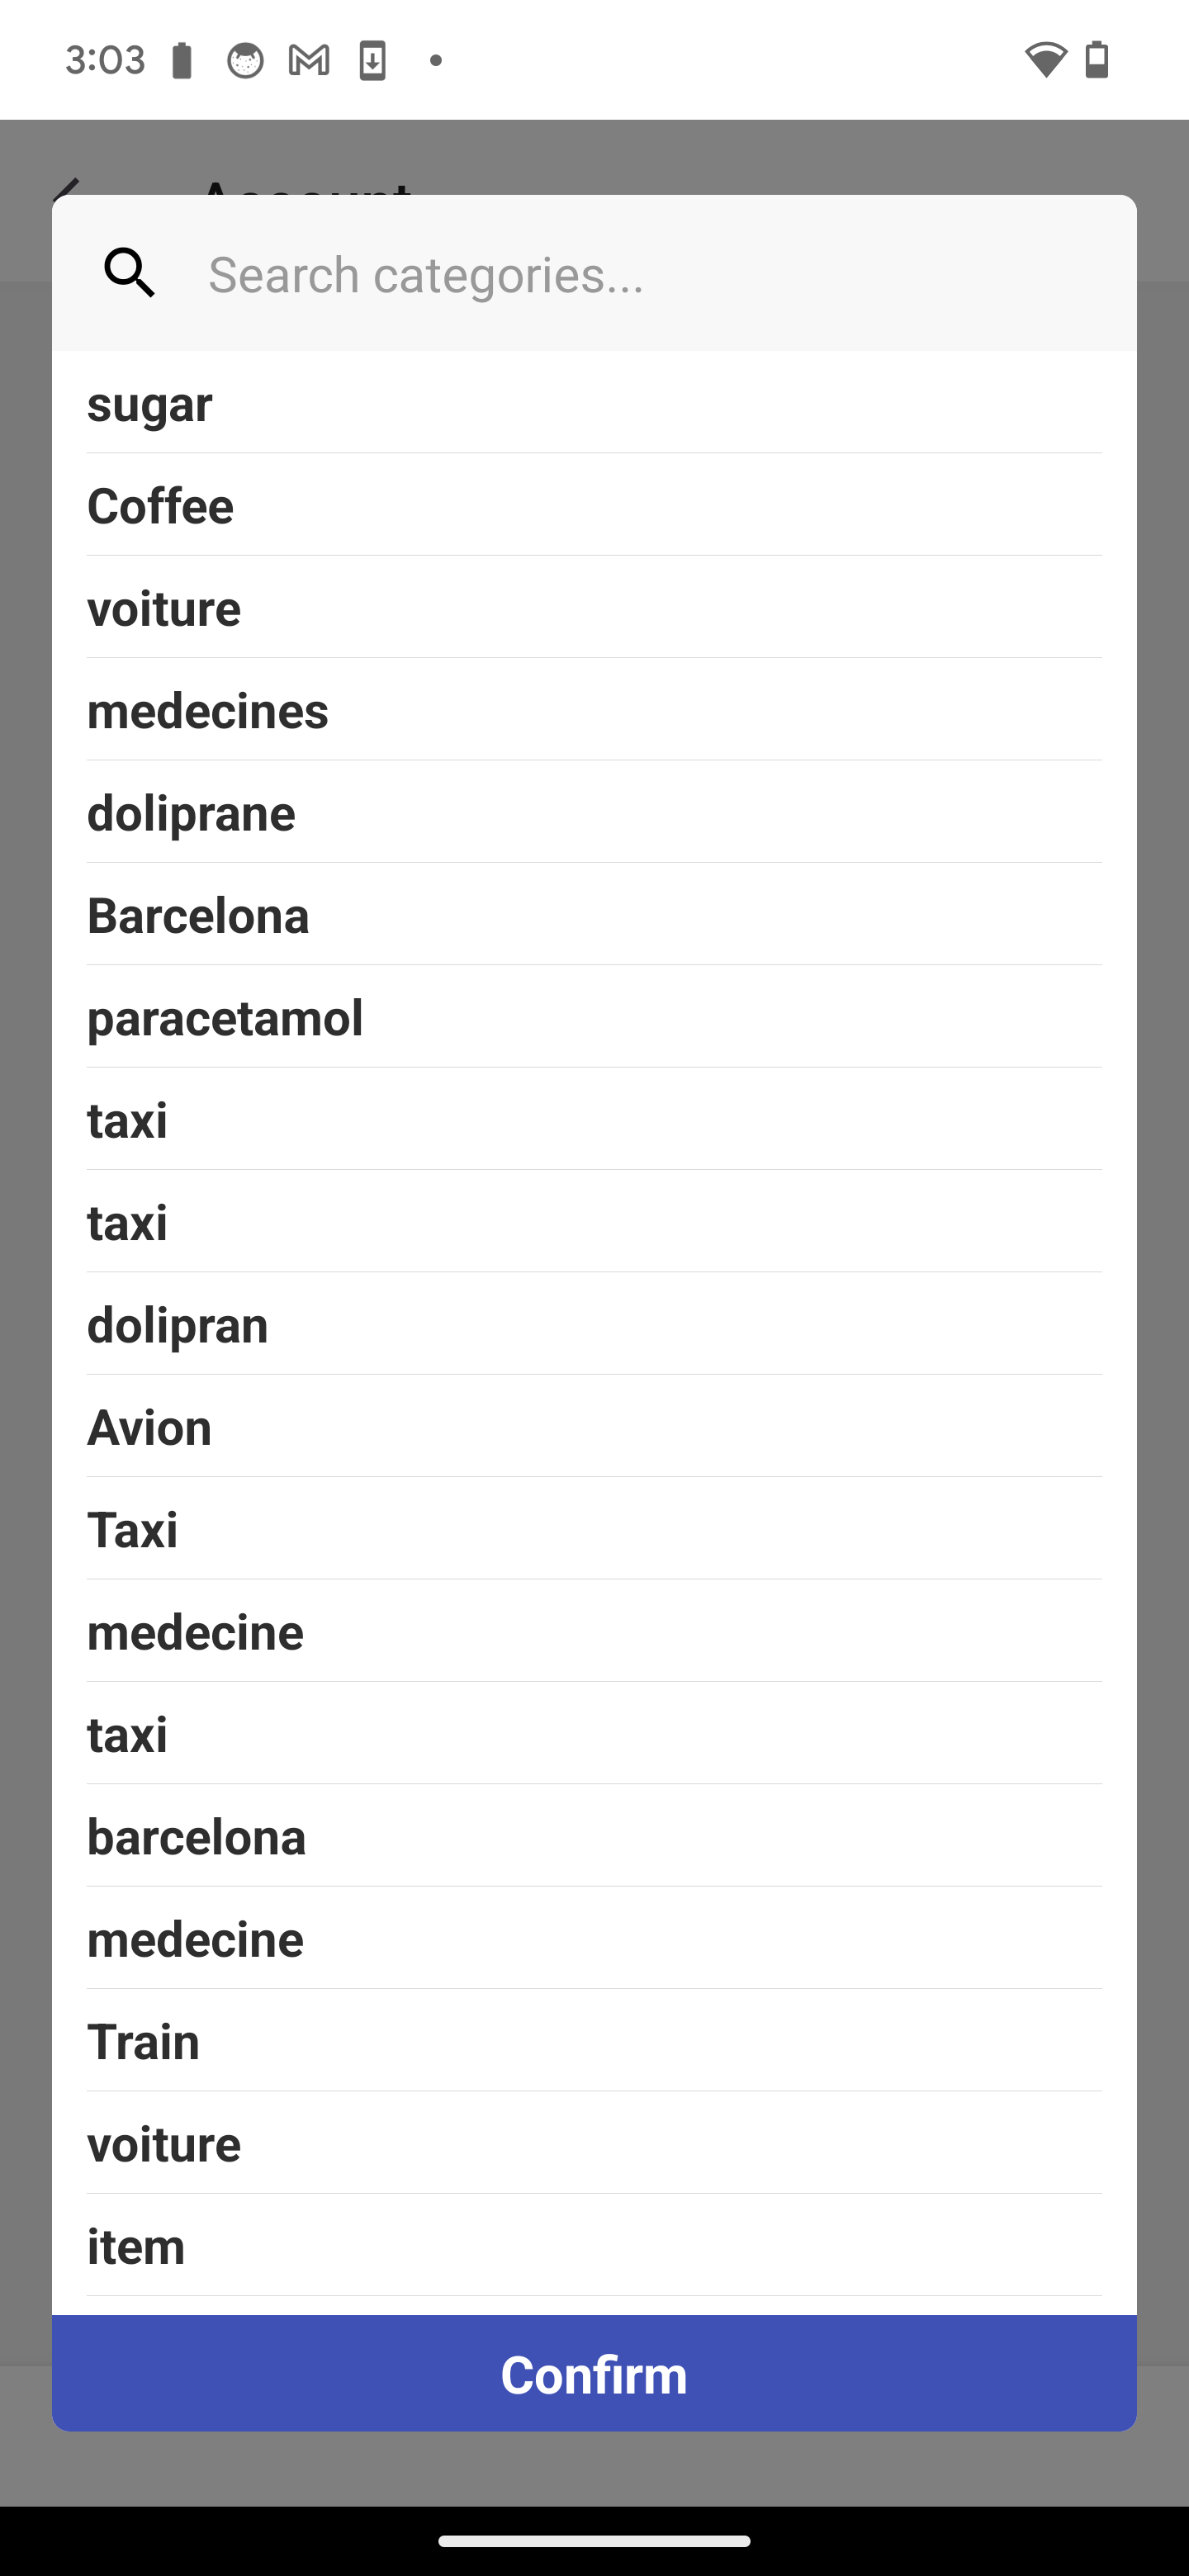 3:03
Account
Search categories...
sugar
Coffee
voiture
medecines
doliprane
Barcelona
paracetamol
taxi
taxi
dolipran
Avion
Taxi
medecine
taxi
barcelona
medecine
Train
voiture
item
Confirm